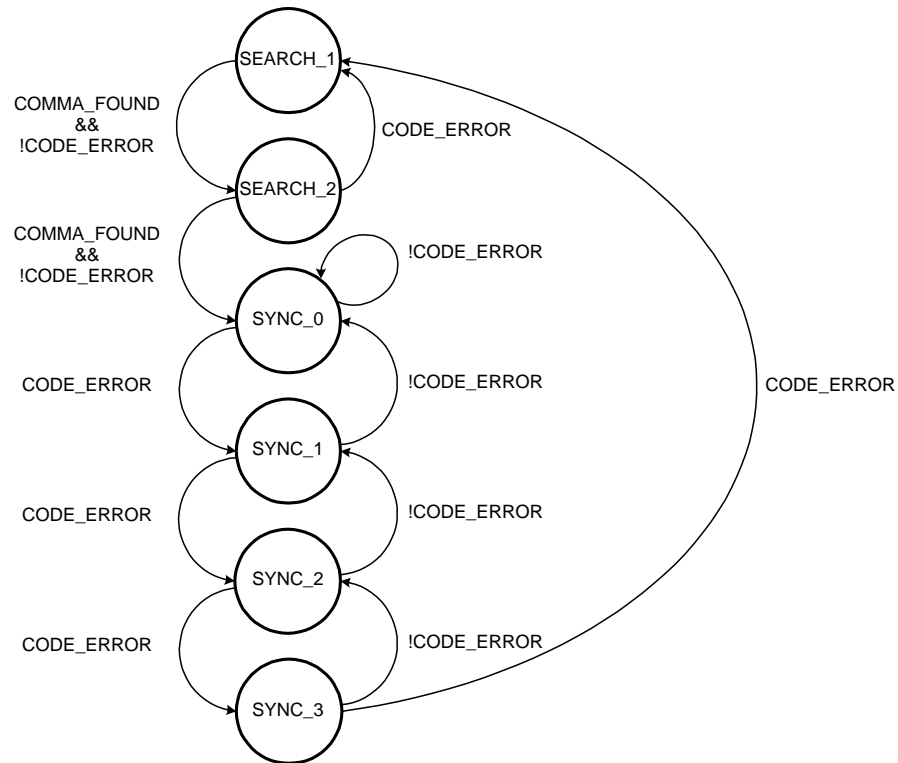 SEARCH_1
COMMA_FOUND
&&
!CODE_ERROR
CODE_ERROR
SEARCH_2
COMMA_FOUND
&&
!CODE_ERROR
!CODE_ERROR
SYNC_0
CODE_ERROR
!CODE_ERROR
CODE_ERROR
SYNC_1
CODE_ERROR
!CODE_ERROR
SYNC_2
CODE_ERROR
!CODE_ERROR
SYNC_3